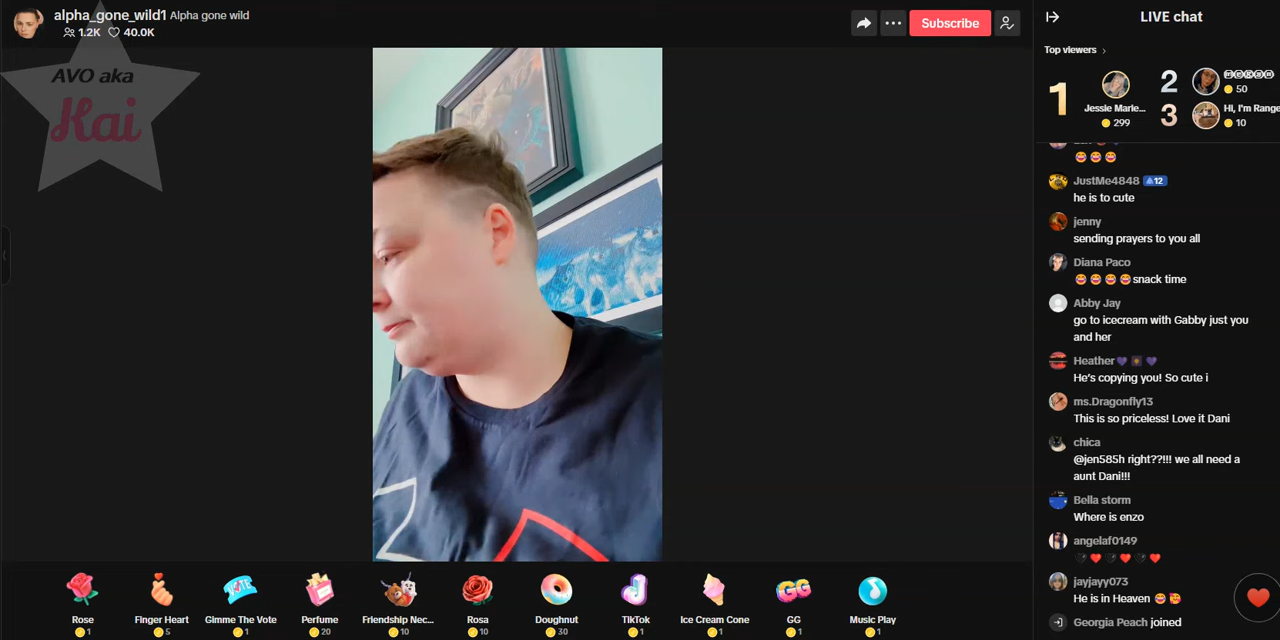 alpha_gone_wild1 Alpha gone wild
1.2K 40.0K
Subscribe
AVO aka
Kai
LIVE chat
Top viewers
1
Jessie Marle...
299
2
50
3
Hi, I'm Range
10
JustMe4848 12
he is to cute
jenny
sending prayers to you all
Diana Paco
snack time
Abby Jay
go to icecream with Gabby just you
and her
Heather
He's copying you! So cute i
ms.Dragonfly13
This is so priceless! Love it Dani
chica
@jen585h right??!!! we all need a
aunt Dani!!!
Bella storm
Where is enzo
angelaf0149
jayjayy073
He is in Heaven
Georgia Peach joined
VOTE
GG
Rose
1
Finger Heart
5
Gimme The Vote
1
Perfume
20
Friendship Nec...
10
Rosa
10
Doughnut
30
TikTok
1
Ice Cream Cone
1
GG
1
Music Play
1